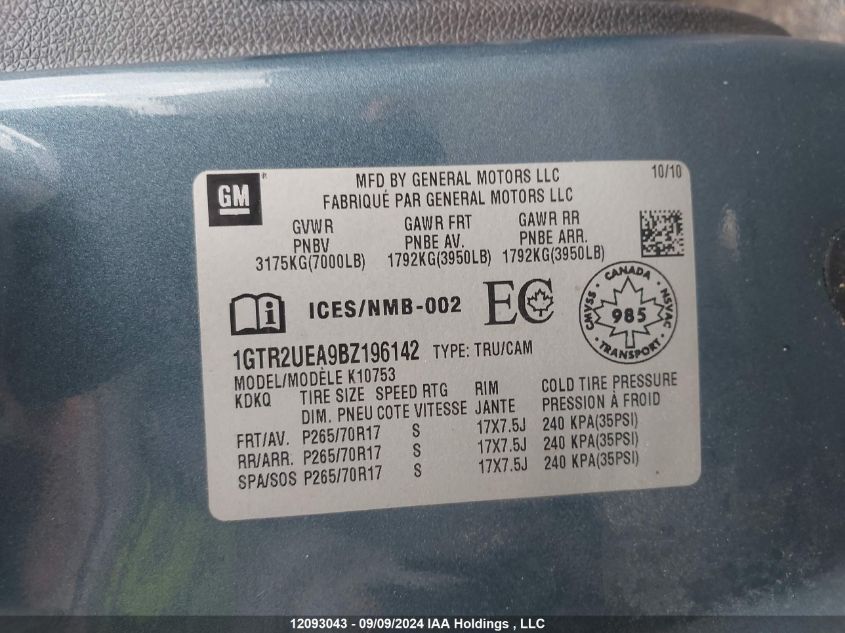 GM
MFD BY GENERAL MOTORS LLC 10/10
FABRIQUÉ PAR GENERAL MOTORS LLC
GVWR GAWR FRT GAWR RR
PNBV PNBE AV. PNBE ARR.
3175KG(7000LB) 1792KG(3950LB) 1792KG(3950LB)
i ICES/NMB-002 EC
CANADA
CMVSS 985 NSVAC
TRANSPORT
1GTR2UEA9BZ196142 TYPE: TRU/CAM
MODEL/MODÈLE K10753
KDKQ TIRE SIZE SPEED RTG RIM COLD TIRE PRESSURE
DIM. PNEU COTE VITESSE JANTE PRESSION À FROID
FRT/AV. P265/70R17 S 17X7.5J 240 KPA(35PSI)
RR/ARR. P265/70R17 S 17X7.5J 240 KPA(35PSI)
SPA/SOS P265/70R17 S 17X7.5J 240 KPA(35PSI)
12093043 - 09/09/2024 IAA Holdings , LLC